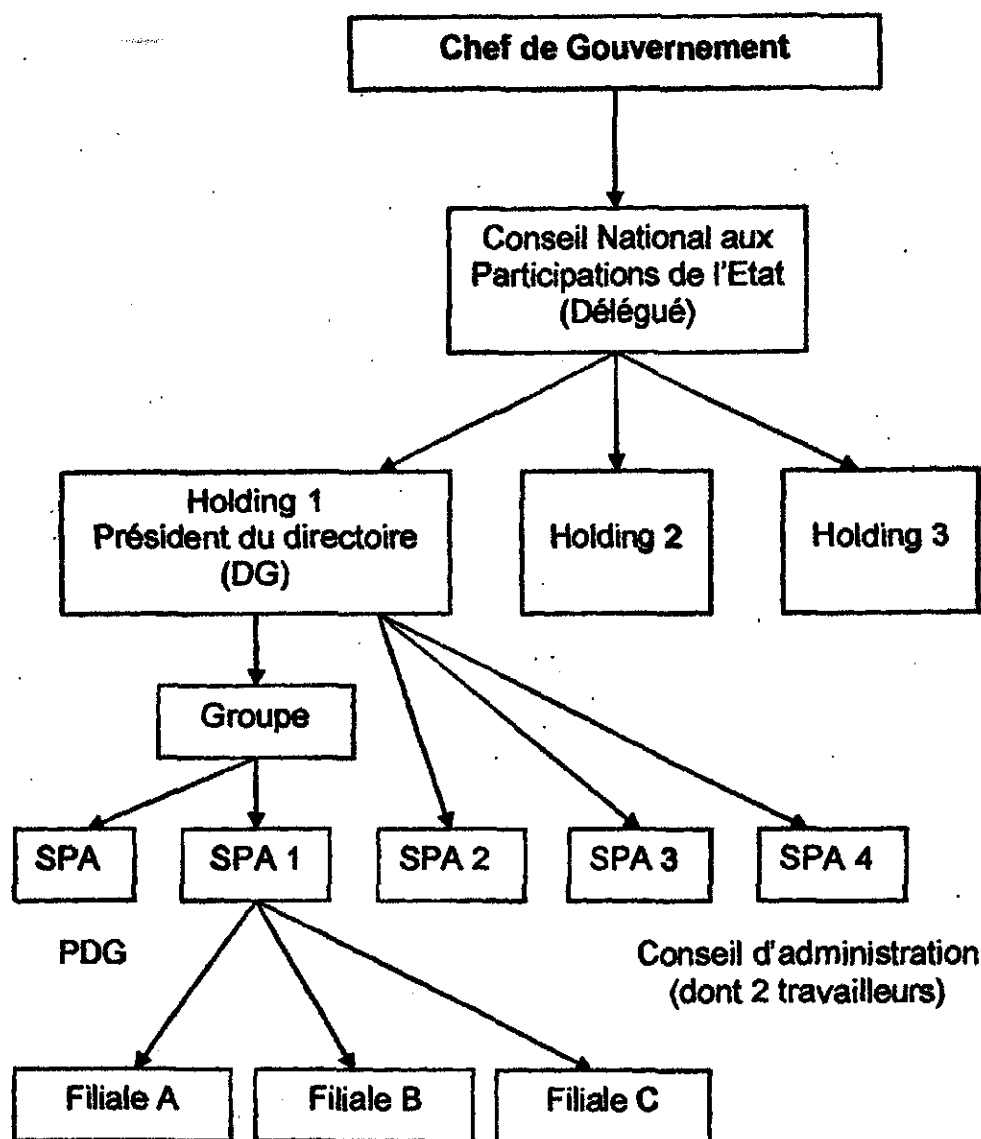 Chef de Gouvernement
Conseil National aux
Participations de l'Etat
(Délégué)
Holding 1
Président du directoire
(DG)
Holding 2
Holding 3
Groupe
SPA
SPA 1
SPA 2
SPA 3
SPA 4
PDG
Conseil d'administration
(dont 2 travailleurs)
Filiale A
Filiale B
Filiale C